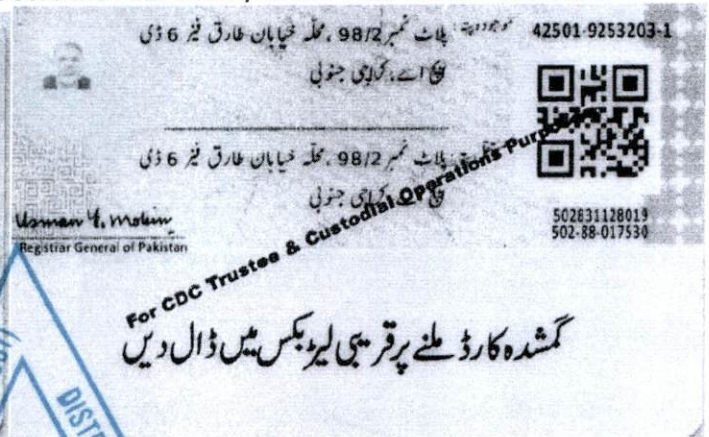 موجودہ پتہ: پلاٹ نمبر 98/2، محلّہ خیابان طارق فیز 6 ڈی
42501-9253203-1
ایچ اے، کراچی جنوبی
پلاٹ نمبر 98/2، محلّہ خیابان طارق فیز 6 ڈی
ایچ اے، کراچی جنوبی
Usman Y. Mobin
Registrar General of Pakistan
502831128019
502-88-017530
For CDC Trustee & Custodial Operations Purpose
گمشدہ کارڈ ملنے پر قریبی لیٹر بکس میں ڈال دیں